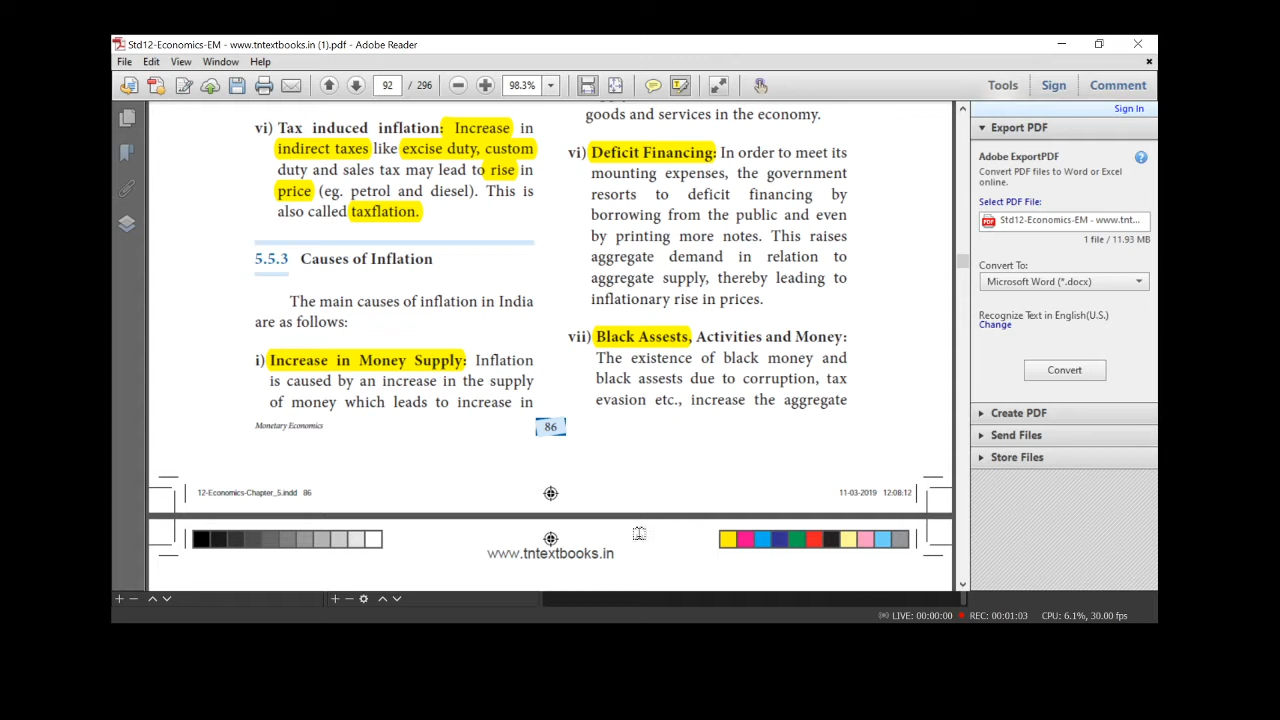 Std12-Economics-EM - www.tntextbooks.in (1).pdf - Adobe Reader
File Edit View Window Help
92 / 296 98.3% Tools Sign Comment
Sign In
Export PDF
Adobe ExportPDF
Convert PDF files to Word or Excel
online.
Select PDF File:
Std12-Economics-EM - www.tnt...
1 file / 11.93 MB
Convert To:
Microsoft Word (*.docx)
Recognize Text in English(U.S.)
Change
Convert
Create PDF
Send Files
Store Files
vi) Tax induced inflation: Increase in
indirect taxes like excise duty, custom
duty and sales tax may lead to rise in
price (eg. petrol and diesel). This is
also called taxflation.
5.5.3 Causes of Inflation
The main causes of inflation in India
are as follows:
i) Increase in Money Supply: Inflation
is caused by an increase in the supply
of money which leads to increase in
goods and services in the economy.
vi) Deficit Financing: In order to meet its
mounting expenses, the government
resorts to deficit financing by
borrowing from the public and even
by printing more notes. This raises
aggregate demand in relation to
aggregate supply, thereby leading to
inflationary rise in prices.
vii) Black Assests, Activities and Money:
The existence of black money and
black assests due to corruption, tax
evasion etc., increase the aggregate
Monetary Economics
86
12-Economics-Chapter_5.indd 86
11-03-2019 12:08:12
www.tntextbooks.in
LIVE: 00:00:00 REC: 00:01:03 CPU: 6.1%, 30.00 fps